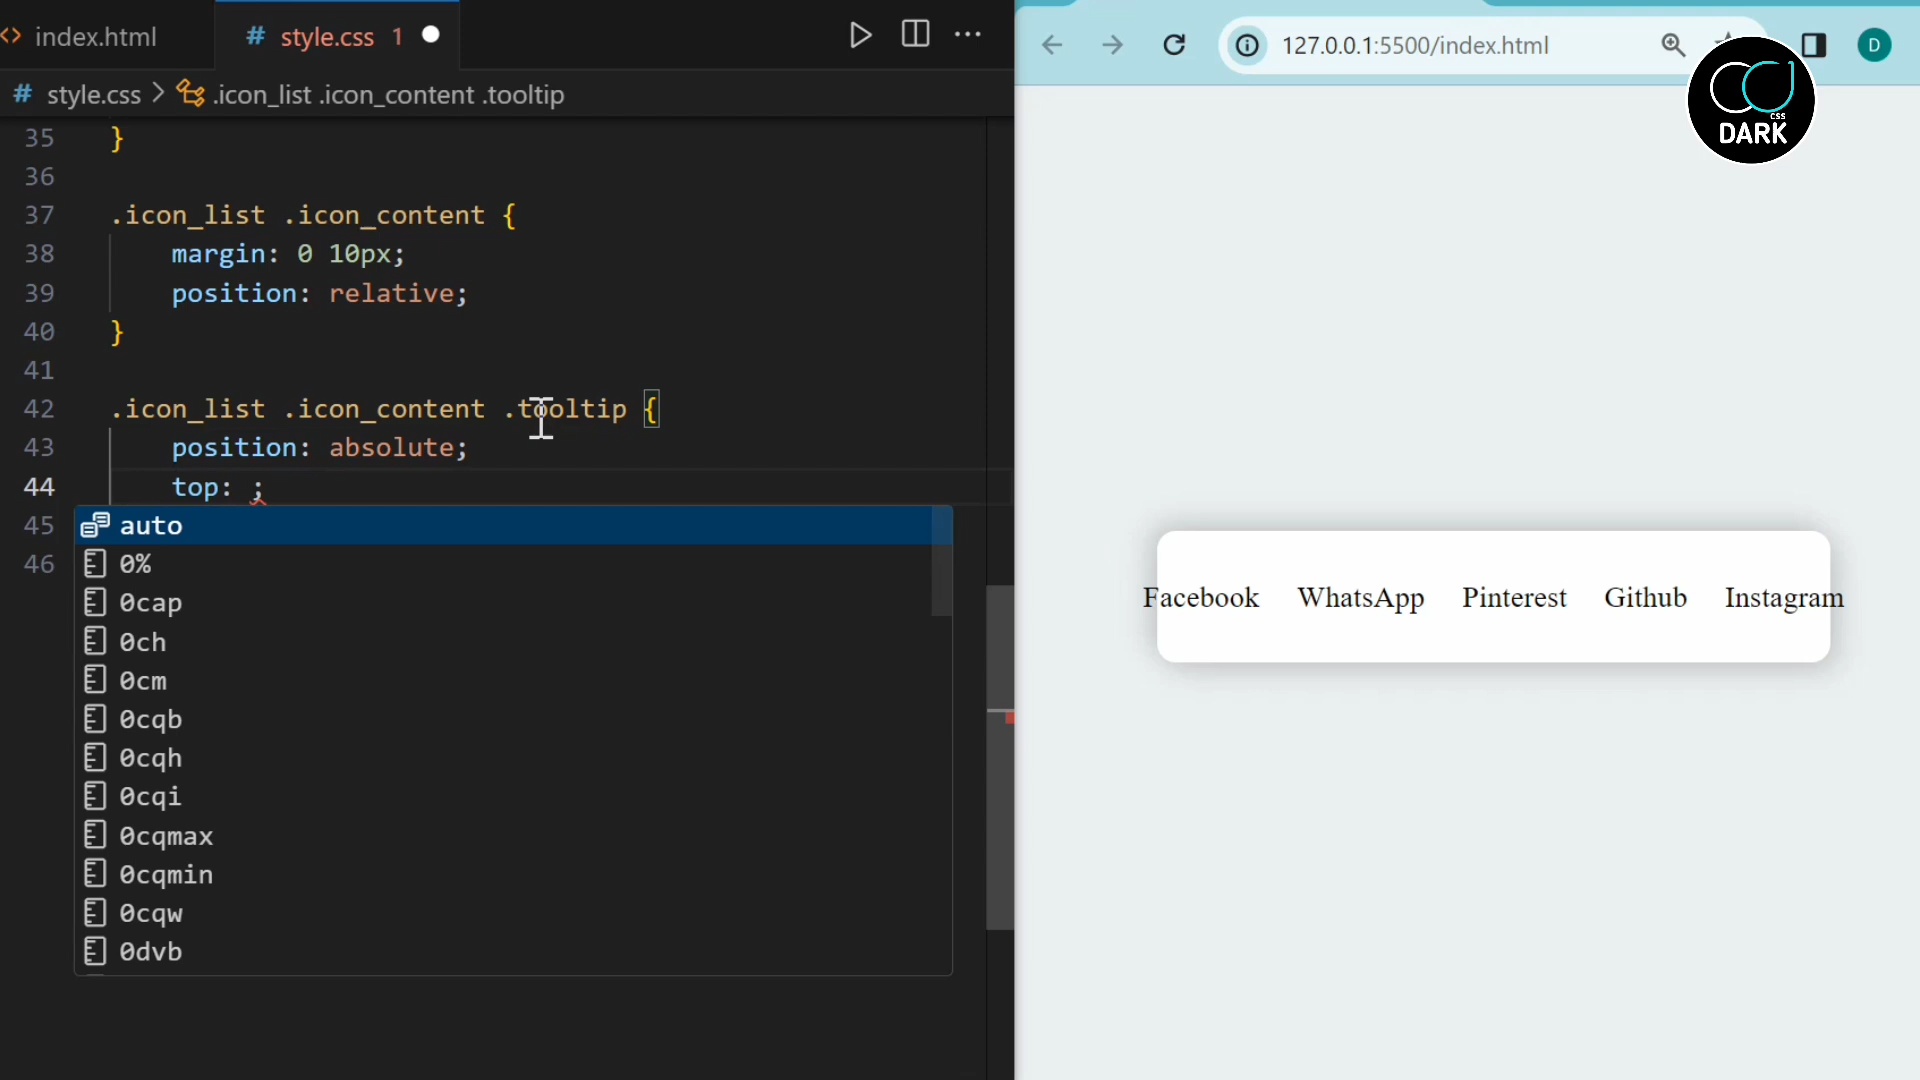 index.html
# style.css 1
# style.css > .icon_list .icon_content .tooltip
35 }
36
37 .icon_list .icon_content {
38 margin: 0 10px;
39 position: relative;
40 }
41
42 .icon_list .icon_content .tooltip {
43 position: absolute;
44 top: ;
45
46
auto
0%
0cap
0ch
0cm
0cqb
0cqh
0cqi
0cqmax
0cqmin
0cqw
0dvb
127.0.0.1:5500/index.html
D
CSS
DARK
Facebook WhatsApp Pinterest Github Instagram